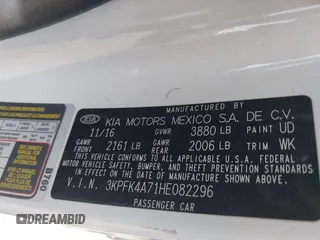 MANUFACTURED BY
KIA KIA MOTORS MEXICO S.A. DE C.V.
11/16 GVWR 3880 LB PAINT UD
GAWR FRONT 2161 LB GAWR REAR 2006 LB TRIM WK
THIS VEHICLE CONFORMS TO ALL APPLICABLE FEDERAL
MOTOR VEHICLE SAFETY, BUMPER, AND THEFT PREVENTION STANDARDS
IN EFFECT ON THE DATE OF MANUFACTURE SHOWN ABOVE.
V.I.N. 3KPFK4A71HE082296
PASSENGER CAR
B760
DREAMBID